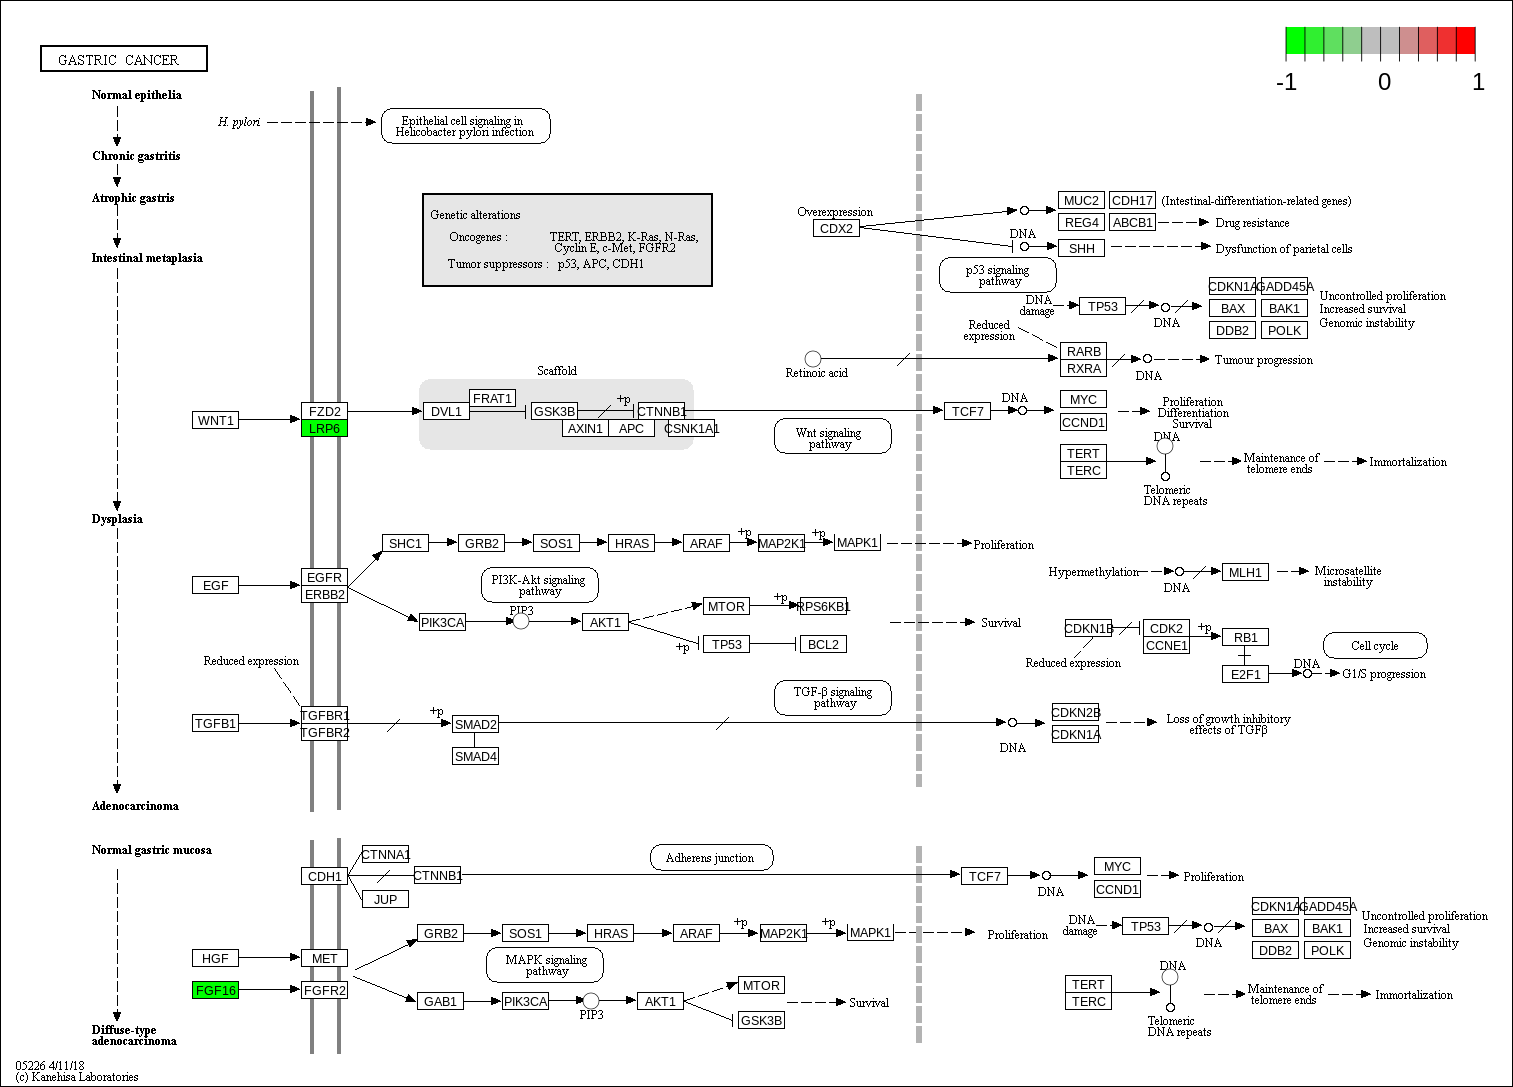 GASTRIC CANCER
-1 0 1
Normal epithelia
H. pylori
Epithelial cell signaling in
Helicobacter pylori infection
Chronic gastritis
Atrophic gastris
Intestinal metaplasia
Genetic alterations
Oncogenes : TERT, ERBB2, K-Ras, N-Ras,
Cyclin E, c-Met, FGFR2
Tumor suppressors : p53, APC, CDH1
Overexpression
CDX2
MUC2 CDH17 (Intestinal-differentiation-related genes)
REG4 ABCB1 Drug resistance
DNA
SHH Dysfunction of parietal cells
p53 signaling
pathway
DNA
damage
TP53
DNA
CDKN1A GADD45A
BAX BAK1
DDB2 POLK
Uncontrolled proliferation
Increased survival
Genomic instability
Reduced
expression
Retinoic acid
RARB
RXRA
DNA
Tumour progression
Scaffold
WNT1
FZD2
LRP6
DVL1
FRAT1
GSK3B
+p
CTNNB1
AXIN1 APC CSNK1A1
Wnt signaling
pathway
TCF7
DNA
MYC
CCND1
Proliferation
Differentiation
Survival
TERT
TERC
DNA
Telomeric
DNA repeats
Maintenance of
telomere ends
Immortalization
Dysplasia
EGF
EGFR
ERBB2
SHC1 GRB2 SOS1 HRAS ARAF +p MAP2K1 +p MAPK1
Proliferation
PI3K-Akt signaling
pathway
PIK3CA
PIP3
AKT1
MTOR +p RPS6KB1
+p TP53 BCL2
Survival
Hypermethylation
DNA
MLH1
Microsatellite
instability
CDKN1B
Reduced expression
CDK2
CCNE1
+p
RB1
E2F1
DNA
Cell cycle
G1/S progression
Reduced expression
TGFB1
TGFBR1
TGFBR2
+p
SMAD2
SMAD4
TGF-β signaling
pathway
DNA
CDKN2B
CDKN1A
Loss of growth inhibitory
effects of TGFβ
Adenocarcinoma
Normal gastric mucosa
CDH1
CTNNA1
CTNNB1
JUP
Adherens junction
TCF7
DNA
MYC
CCND1
Proliferation
HGF
MET
FGF16
FGFR2
GRB2 SOS1 HRAS ARAF +p MAP2K1 +p MAPK1
Proliferation
MAPK signaling
pathway
GAB1 PIK3CA
PIP3
AKT1
MTOR
GSK3B
Survival
DNA
damage
TP53
DNA
CDKN1A GADD45A
BAX BAK1
DDB2 POLK
Uncontrolled proliferation
Increased survival
Genomic instability
TERT
TERC
DNA
Telomeric
DNA repeats
Maintenance of
telomere ends
Immortalization
Diffuse-type
adenocarcinoma
05226 4/11/18
(c) Kanehisa Laboratories